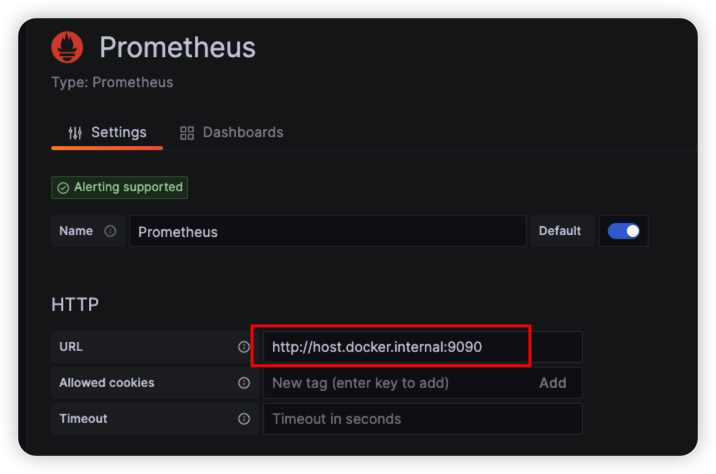 Prometheus
Type: Prometheus
Settings Dashboards
Alerting supported
Name Prometheus Default
HTTP
URL http://host.docker.internal:9090
Allowed cookies New tag (enter key to add) Add
Timeout Timeout in seconds